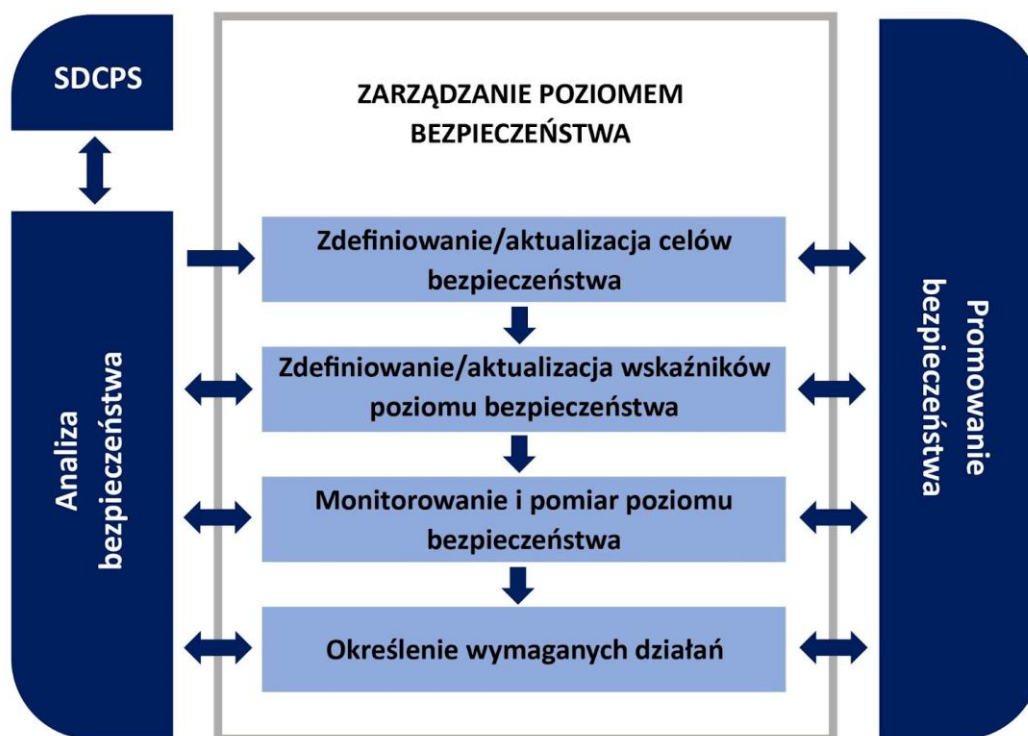 SDCPS
ZARZĄDZANIE POZIOMEM
BEZPIECZEŃSTWA
Analiza
bezpieczeństwa
Zdefiniowanie/aktualizacja celów
bezpieczeństwa
Zdefiniowanie/aktualizacja wskaźników
poziomu bezpieczeństwa
Monitorowanie i pomiar poziomu
bezpieczeństwa
Określenie wymaganych działań
Promowanie
bezpieczeństwa